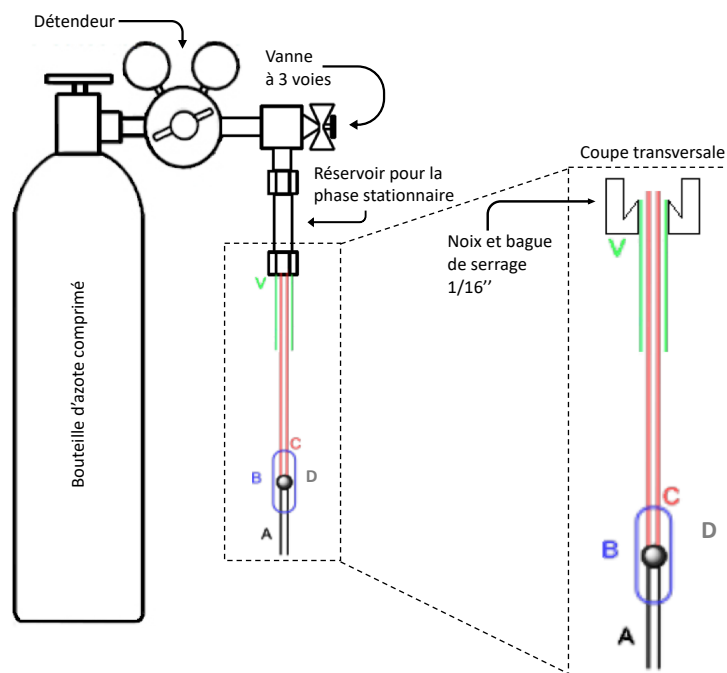 Détendeur
Vanne
à 3 voies
Coupe transversale
Réservoir pour la
phase stationnaire
Noix et bague
de serrage
1/16’’
Bouteille d’azote comprimé
V
C
B
D
A
V
C
B
D
A